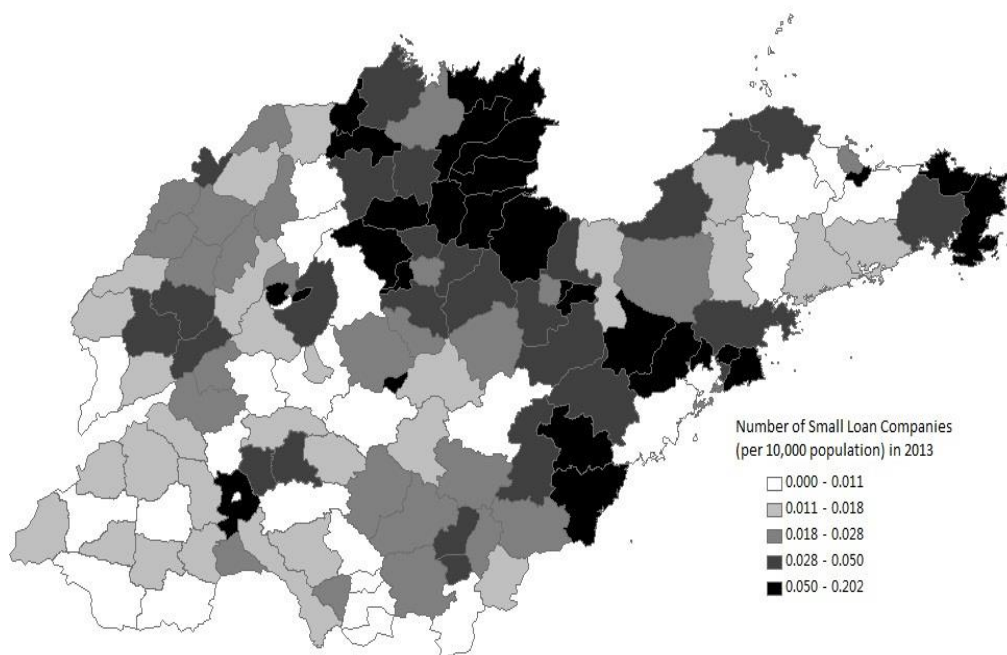 Number of Small Loan Companies
(per 10,000 population) in 2013
0.000 - 0.011
0.011 - 0.018
0.018 - 0.028
0.028 - 0.050
0.050 - 0.202